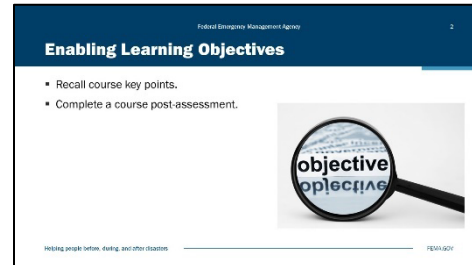 Federal Emergency Management Agency
2
Enabling Learning Objectives
▪ Recall course key points.
▪ Complete a course post-assessment.
objective
objective
Helping people before, during, and after disasters
FEMA.GOV